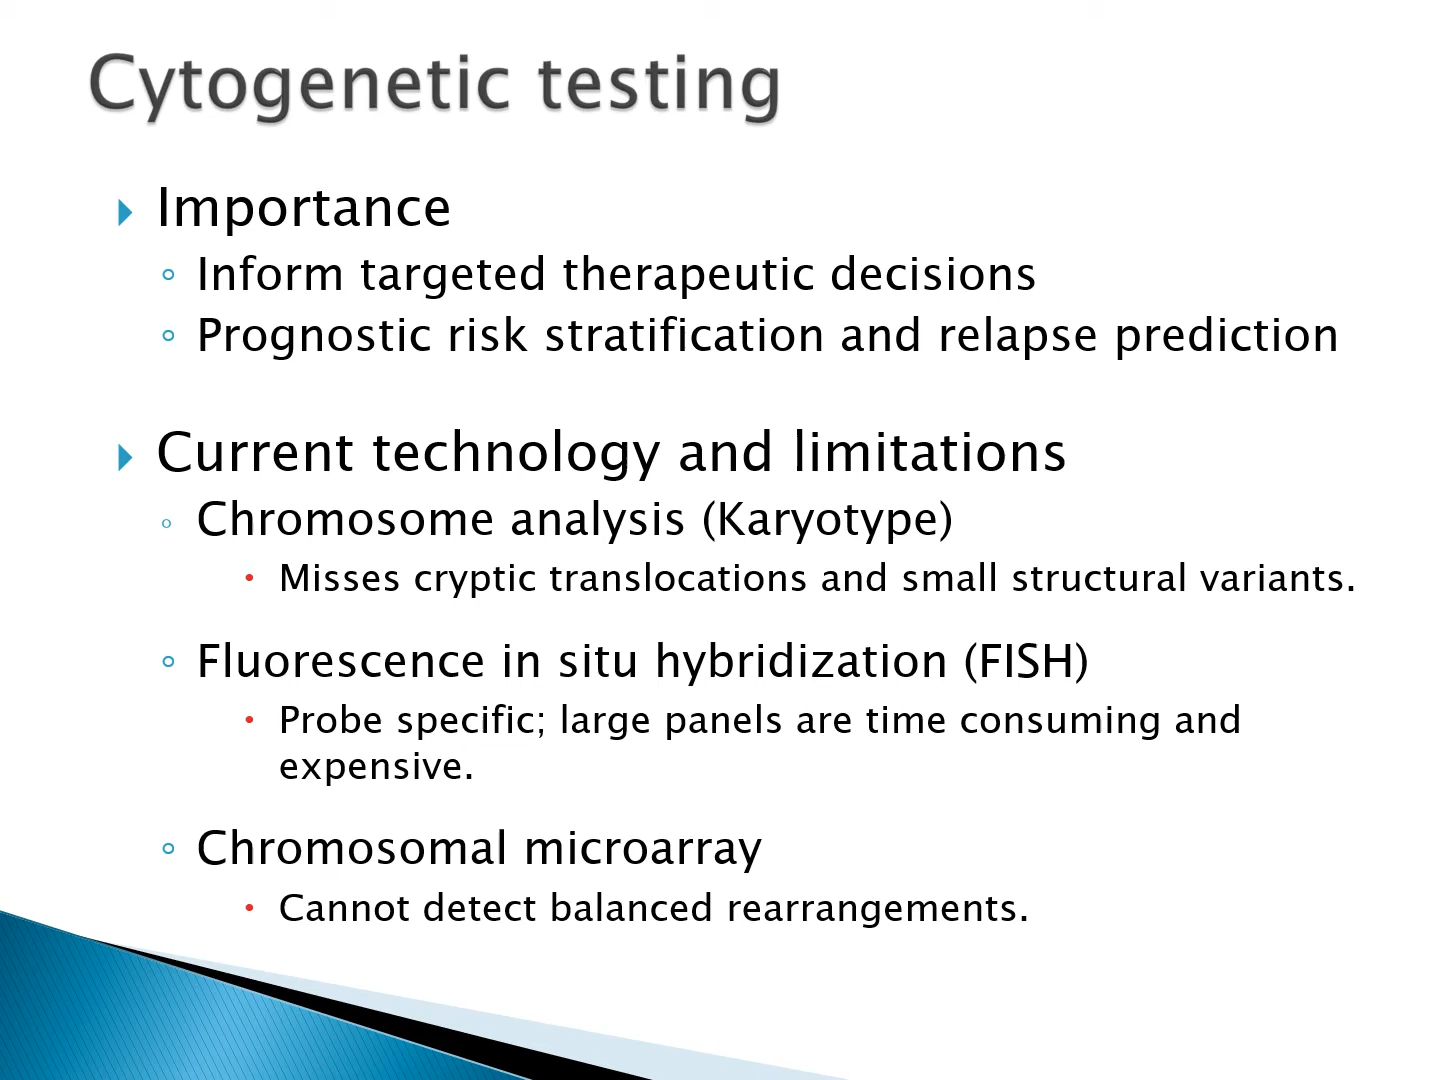 Cytogenetic testing
Importance
Inform targeted therapeutic decisions
Prognostic risk stratification and relapse prediction
Current technology and limitations
Chromosome analysis (Karyotype)
Misses cryptic translocations and small structural variants.
Fluorescence in situ hybridization (FISH)
Probe specific; large panels are time consuming and
expensive.
Chromosomal microarray
Cannot detect balanced rearrangements.